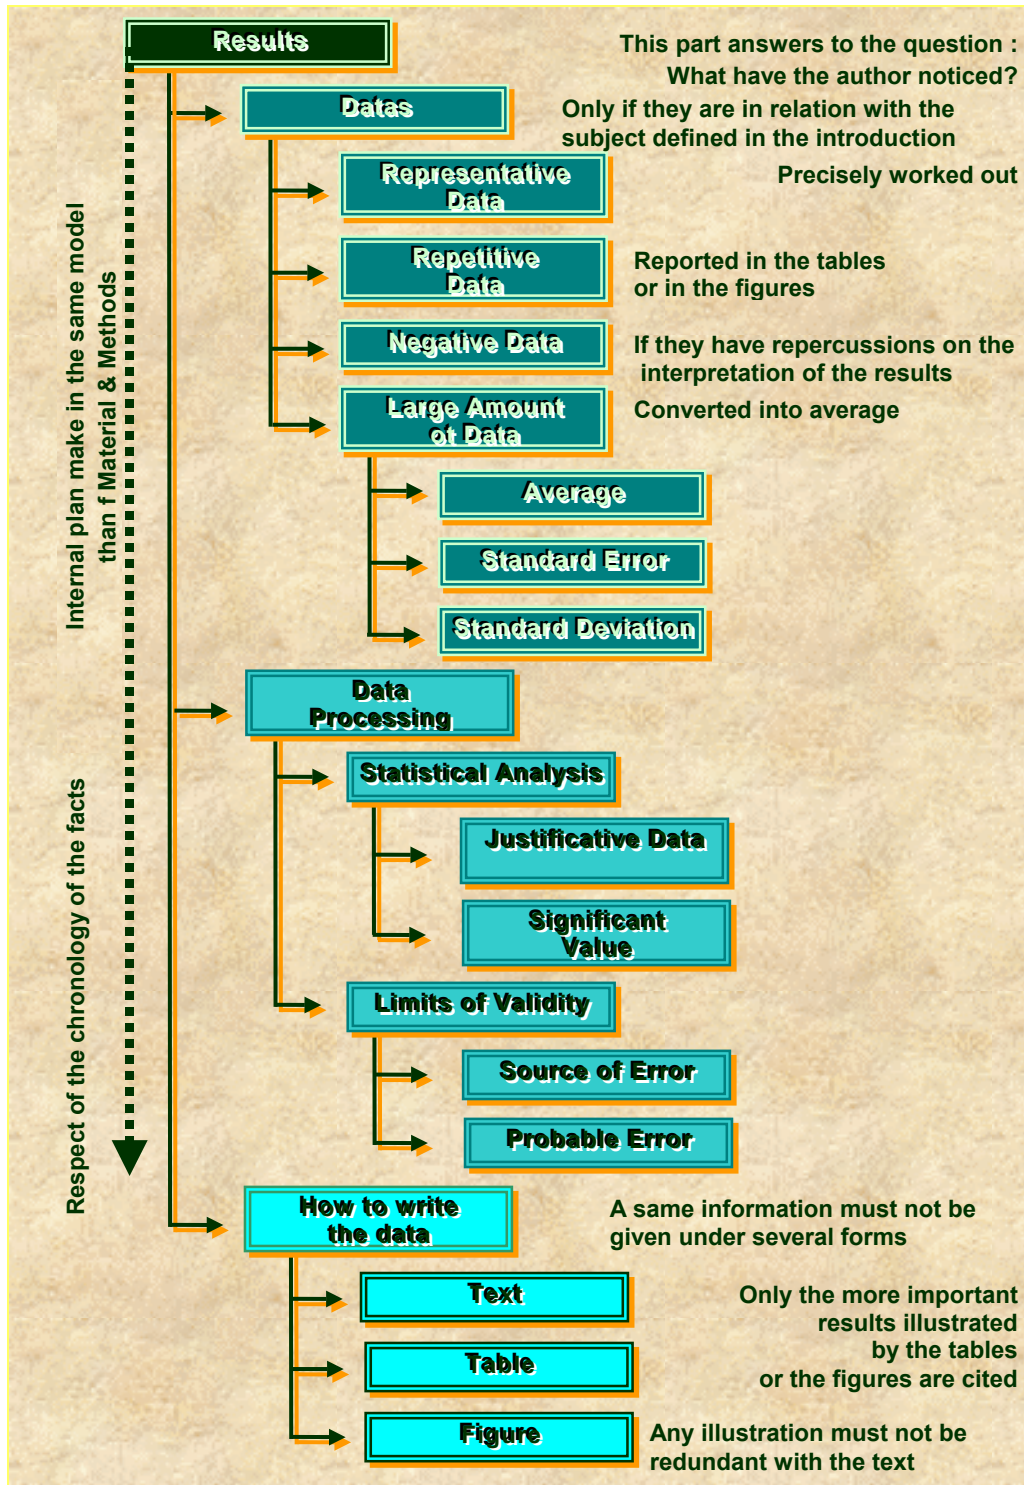 Results
This part answers to the question :
What have the author noticed?
Datas
Only if they are in relation with the
subject defined in the introduction
Representative
Data
Precisely worked out
Repetitive
Data
Reported in the tables
or in the figures
Negative Data
If they have repercussions on the
interpretation of the results
Large Amount
of Data
Converted into average
Average
Standard Error
Standard Deviation
Internal plan make in the same model
than f Material & Methods
Data
Processing
Statistical Analysis
Justificative Data
Significant
Value
Limits of Validity
Source of Error
Probable Error
Respect of the chronology of the facts
How to write
the data
A same information must not be
given under several forms
Text
Only the more important
results illustrated
by the tables
or the figures are cited
Table
Figure
Any illustration must not be
redundant with the text